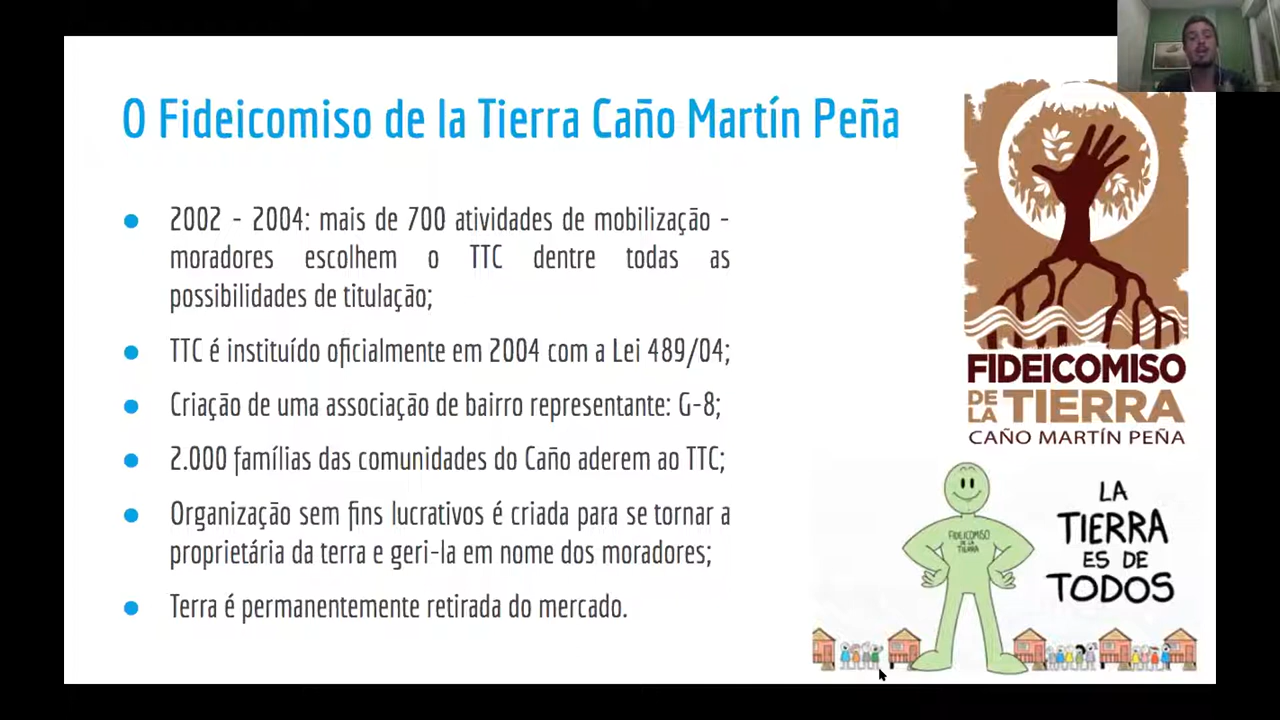 O Fideicomiso de la Tierra Caño Martín Peña
2002 - 2004: mais de 700 atividades de mobilização -
moradores escolhem o TTC dentre todas as
possibilidades de titulação;
TTC é instituído oficialmente em 2004 com a Lei 489/04;
Criação de uma associação de bairro representante: G-8;
2.000 famílias das comunidades do Caño aderem ao TTC;
Organização sem fins lucrativos é criada para se tornar a
proprietária da terra e geri-la em nome dos moradores;
Terra é permanentemente retirada do mercado.
FIDEICOMISO
DE LA TIERRA
CAÑO MARTÍN PEÑA
FIDEICOMISO
DE LA
TIERRA
LA
TIERRA
ES DE
TODOS